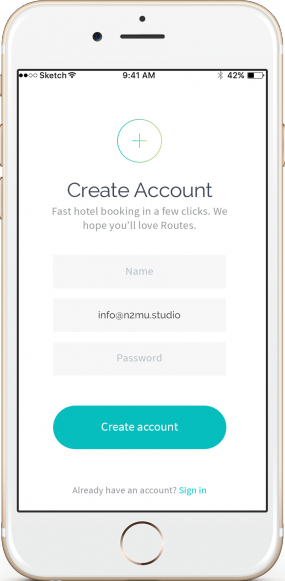 Sketch 9:41 AM 42%
Create Account
Fast hotel booking in a few clicks. We
hope you'll love Routes.
Name
info@n2mu.studio
Password
Create account
Already have an account? Sign in